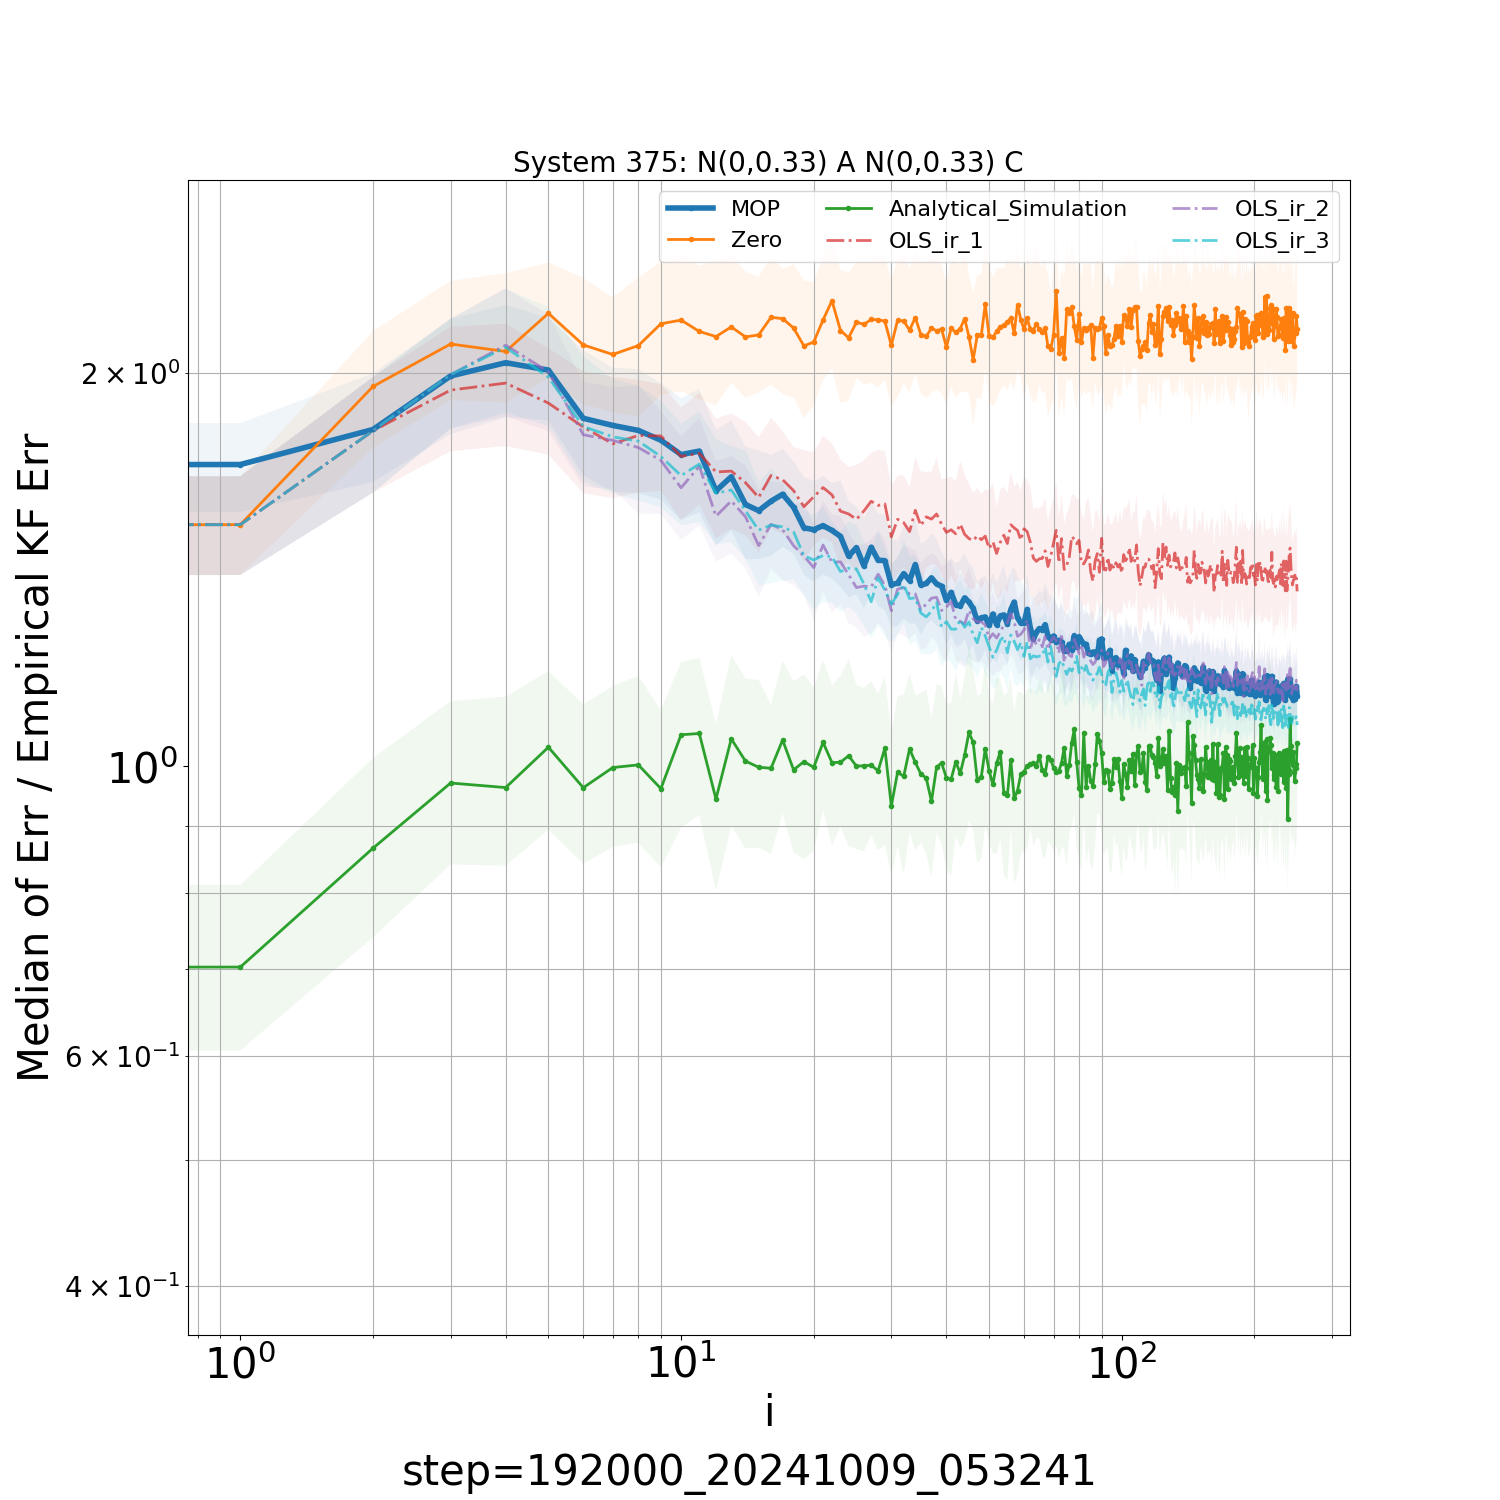 System 375: N(0,0.33) A N(0,0.33) C
MOP
Zero
Analytical_Simulation
OLS_ir_1
OLS_ir_2
OLS_ir_3
Median of Err / Empirical KF Err
2 × 10⁰
10⁰
6 × 10⁻¹
4 × 10⁻¹
10⁰
10¹
10²
i
step=192000_20241009_053241